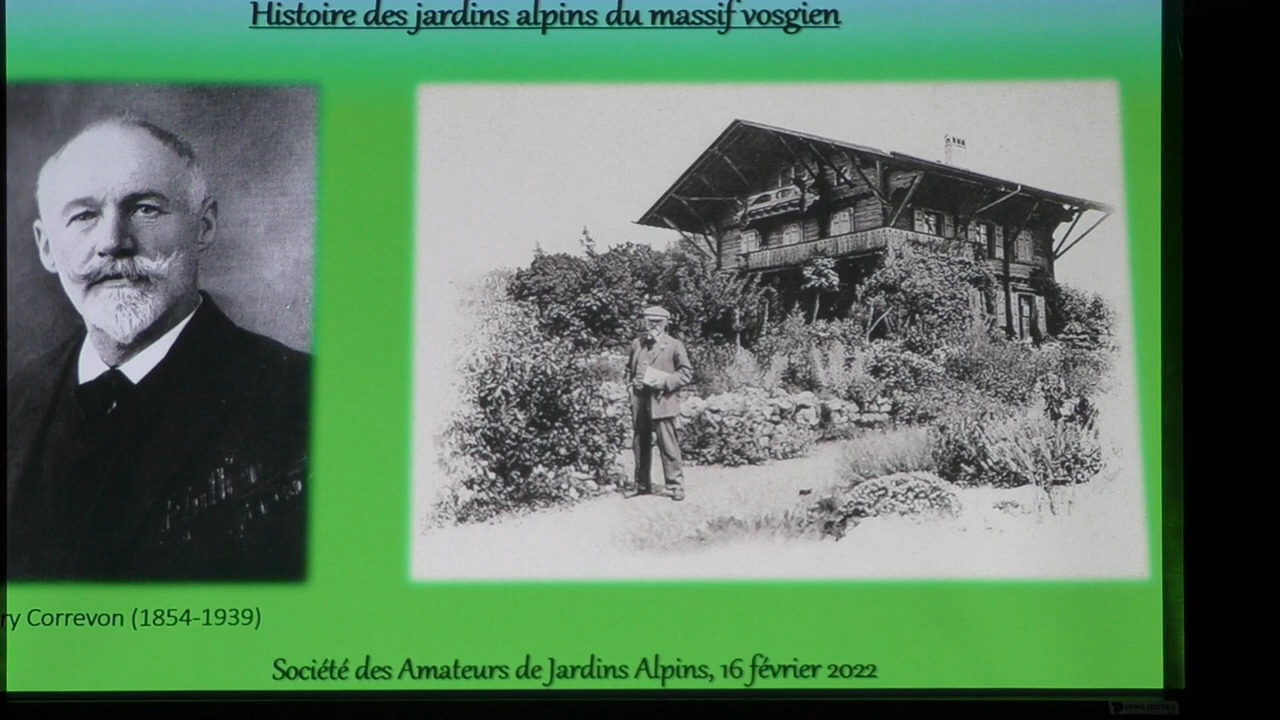 Histoire des jardins alpins du massif vosgien
ry Correvon (1854-1939)
Société des Amateurs de Jardins Alpins, 16 février 2022